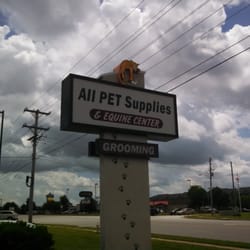 All PET Supplies
& EQUINE CENTER
GROOMING